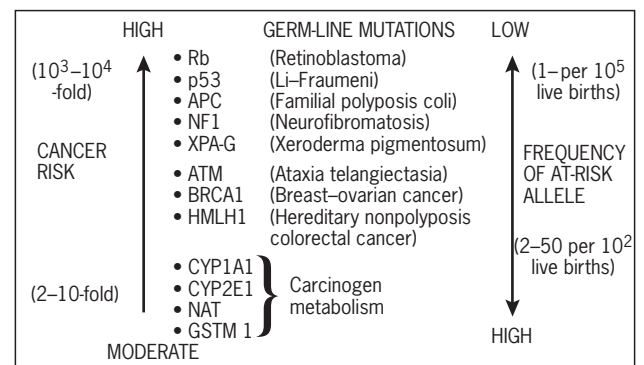 HIGH GERM-LINE MUTATIONS LOW
(10³–10⁴
-fold)
CANCER
RISK
(2–10-fold)
MODERATE
• Rb (Retinoblastoma)
• p53 (Li–Fraumeni)
• APC (Familial polyposis coli)
• NF1 (Neurofibromatosis)
• XPA-G (Xeroderma pigmentosum)
• ATM (Ataxia telangiectasia)
• BRCA1 (Breast–ovarian cancer)
• HMLH1 (Hereditary nonpolyposis
colorectal cancer)
• CYP1A1
• CYP2E1
• NAT
• GSTM 1
Carcinogen
metabolism
(1– per 10⁵
live births)
FREQUENCY
OF AT-RISK
ALLELE
(2–50 per 10²
live births)
HIGH